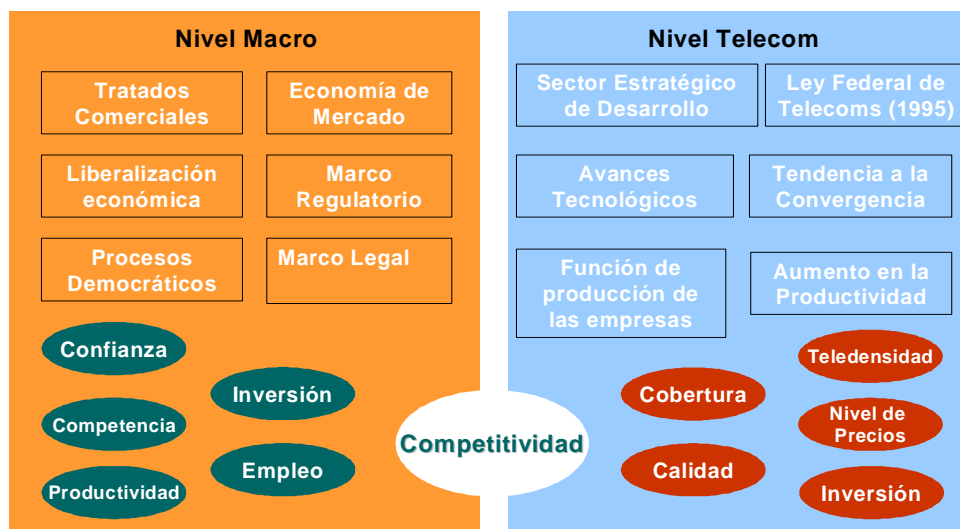 Nivel Macro
Tratados
Comerciales
Economía de
Mercado
Liberalización
económica
Marco
Regulatorio
Procesos
Democráticos
Marco Legal
Confianza
Inversión
Competencia
Empleo
Productividad
Competitividad
Nivel Telecom
Sector Estratégico
de Desarrollo
Ley Federal de
Telecoms (1995)
Avances
Tecnológicos
Tendencia a la
Convergencia
Función de
producción de
las empresas
Aumento en la
Productividad
Teledensidad
Cobertura
Nivel de
Precios
Calidad
Inversión